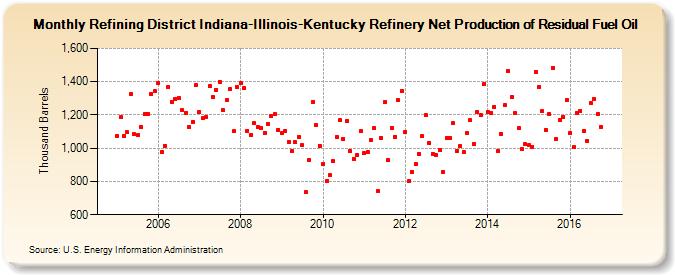 Monthly Refining District Indiana-Illinois-Kentucky Refinery Net Production of Residual Fuel Oil
Thousand Barrels
1,600
1,400
1,200
1,000
800
600
2006 2008 2010 2012 2014 2016
Source: U.S. Energy Information Administration